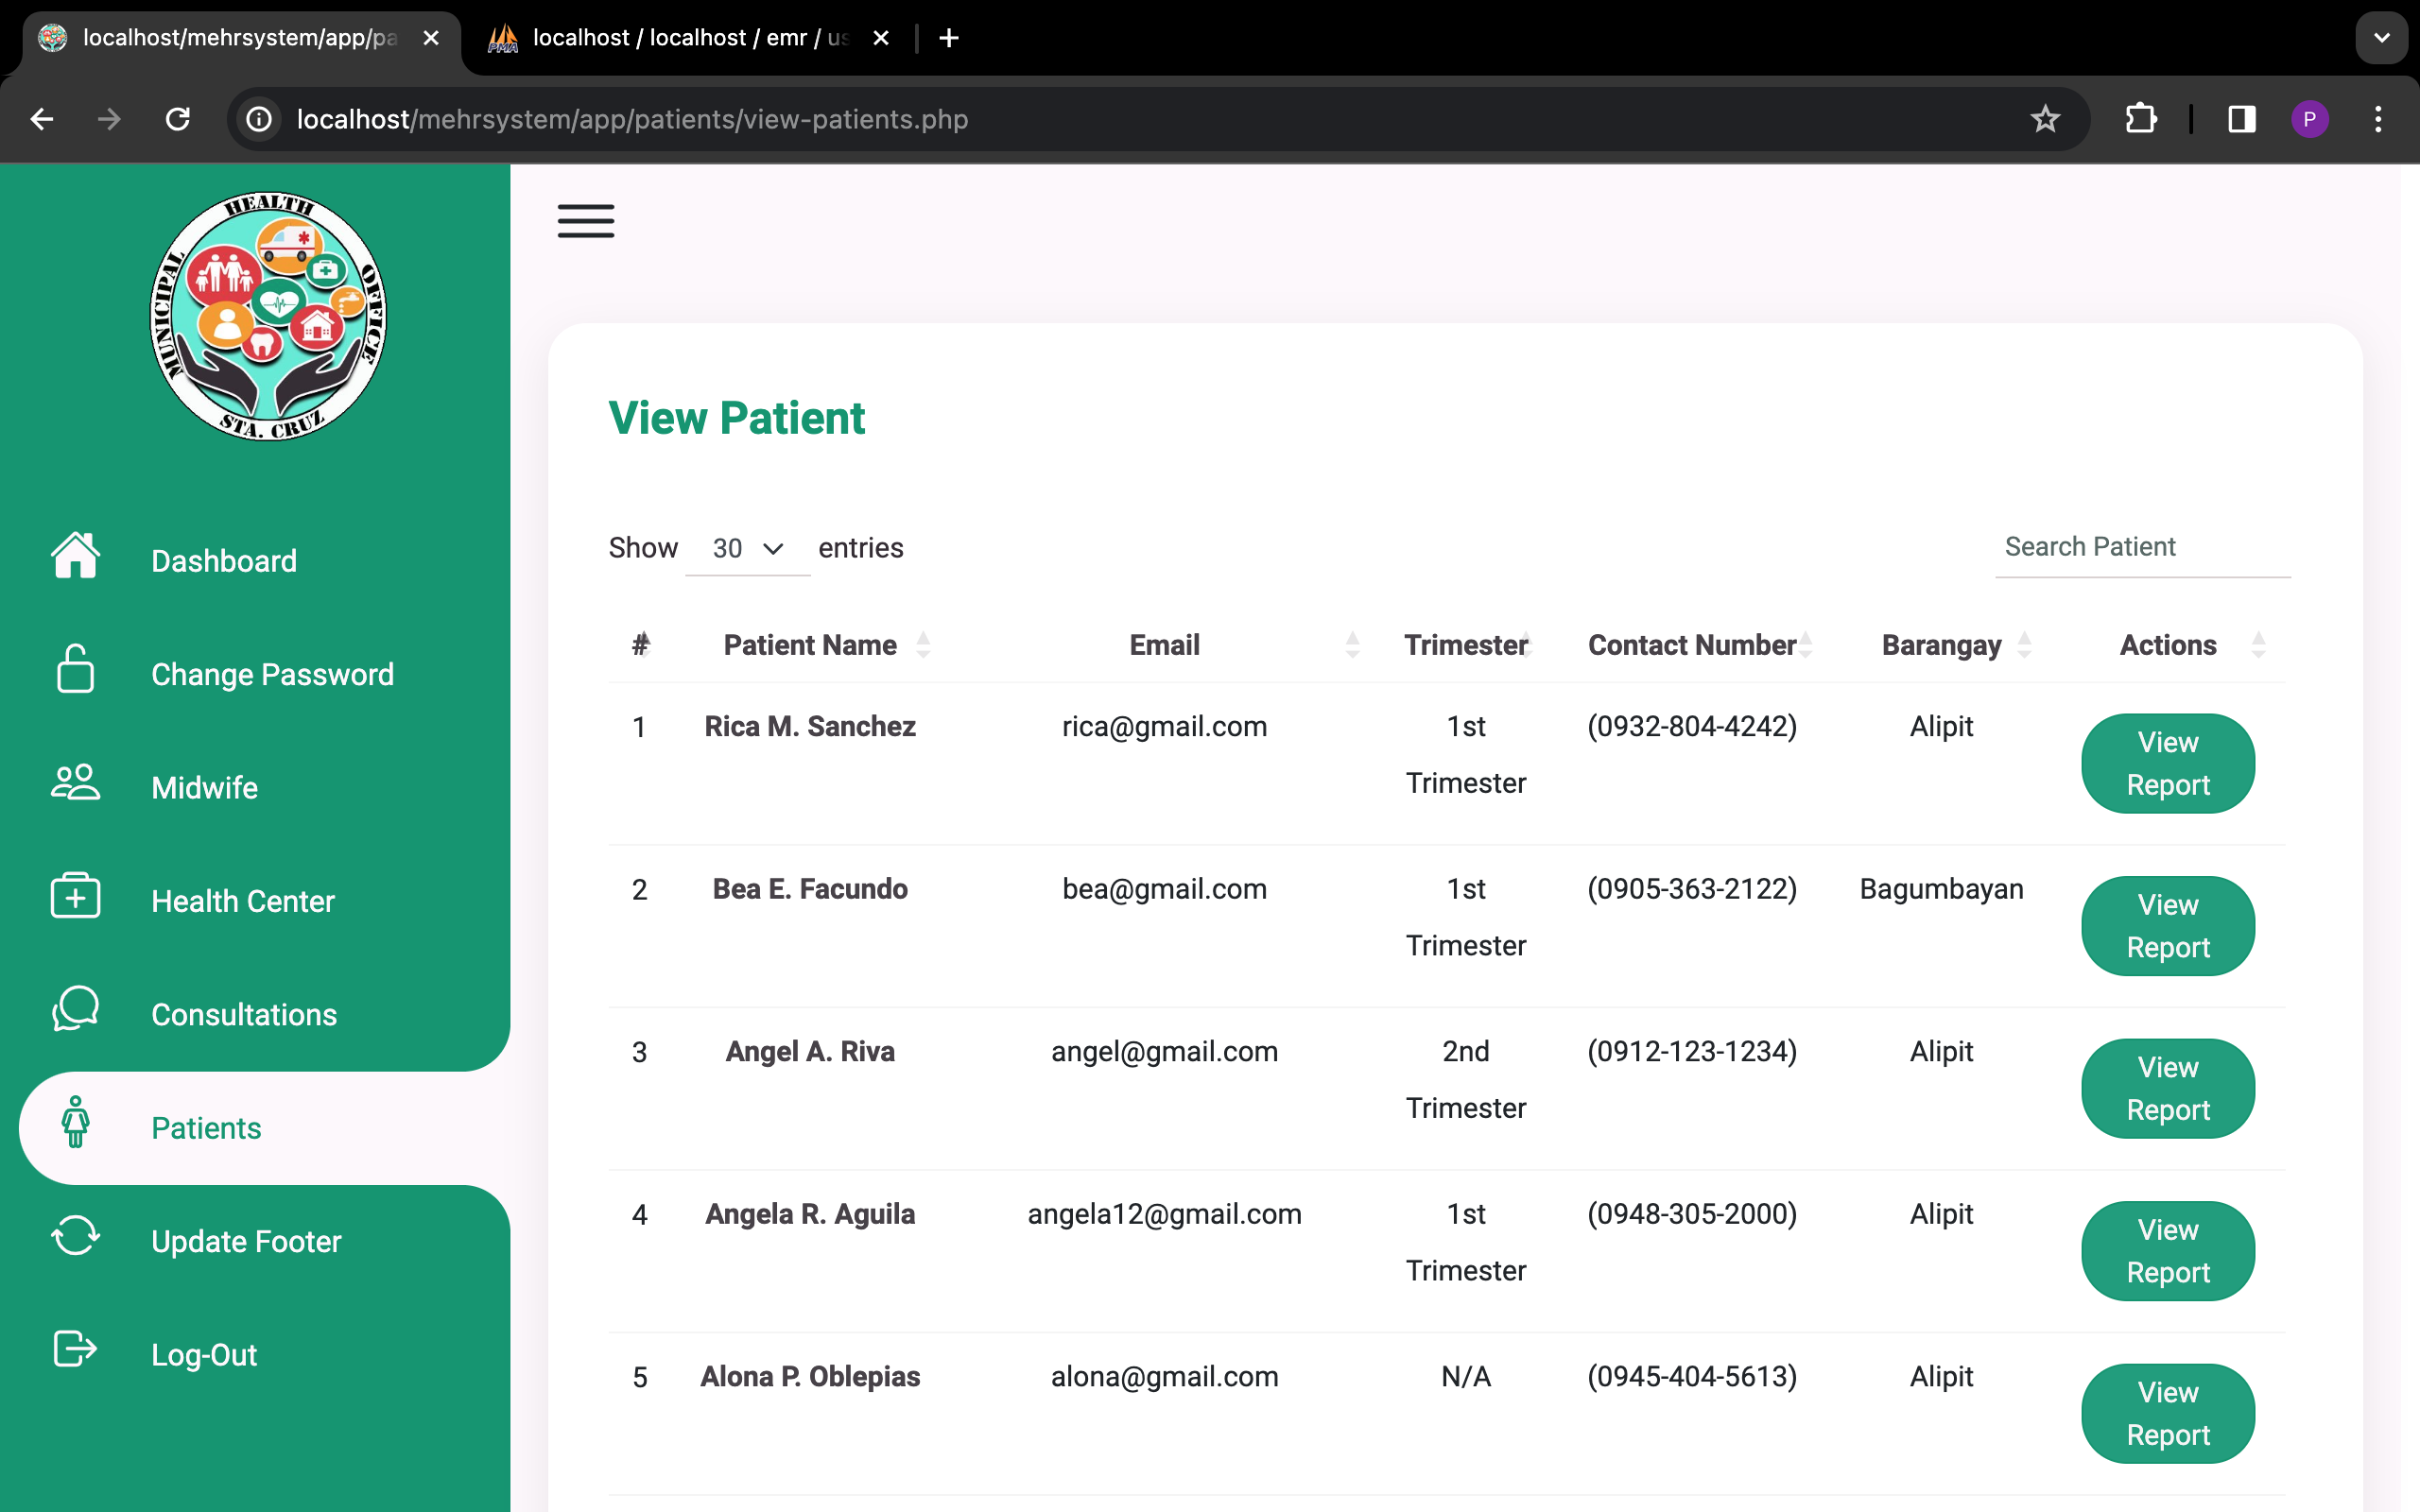 localhost/mehrsystem/app/pa
localhost / localhost / emr / us
localhost/mehrsystem/app/patients/view-patients.php
P
MUNICIPAL HEALTH OFFICE
STA. CRUZ
Dashboard
Change Password
Midwife
Health Center
Consultations
Patients
Update Footer
Log-Out
View Patient
Show 30 entries
Search Patient
# Patient Name Email Trimester Contact Number Barangay Actions
1 Rica M. Sanchez rica@gmail.com 1st (0932-804-4242) Alipit View
Trimester Report
2 Bea E. Facundo bea@gmail.com 1st (0905-363-2122) Bagumbayan View
Trimester Report
3 Angel A. Riva angel@gmail.com 2nd (0912-123-1234) Alipit View
Trimester Report
4 Angela R. Aguila angela12@gmail.com 1st (0948-305-2000) Alipit View
Trimester Report
5 Alona P. Oblepias alona@gmail.com N/A (0945-404-5613) Alipit View
Report